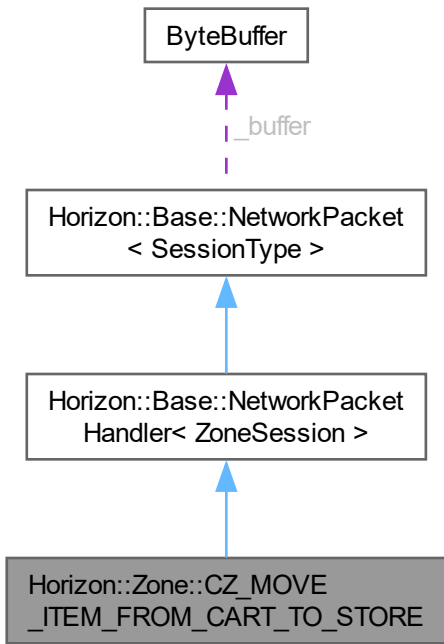 ByteBuffer
_buffer
Horizon::Base::NetworkPacket
< SessionType >
Horizon::Base::NetworkPacket
Handler< ZoneSession >
Horizon::Zone::CZ_MOVE
_ITEM_FROM_CART_TO_STORE